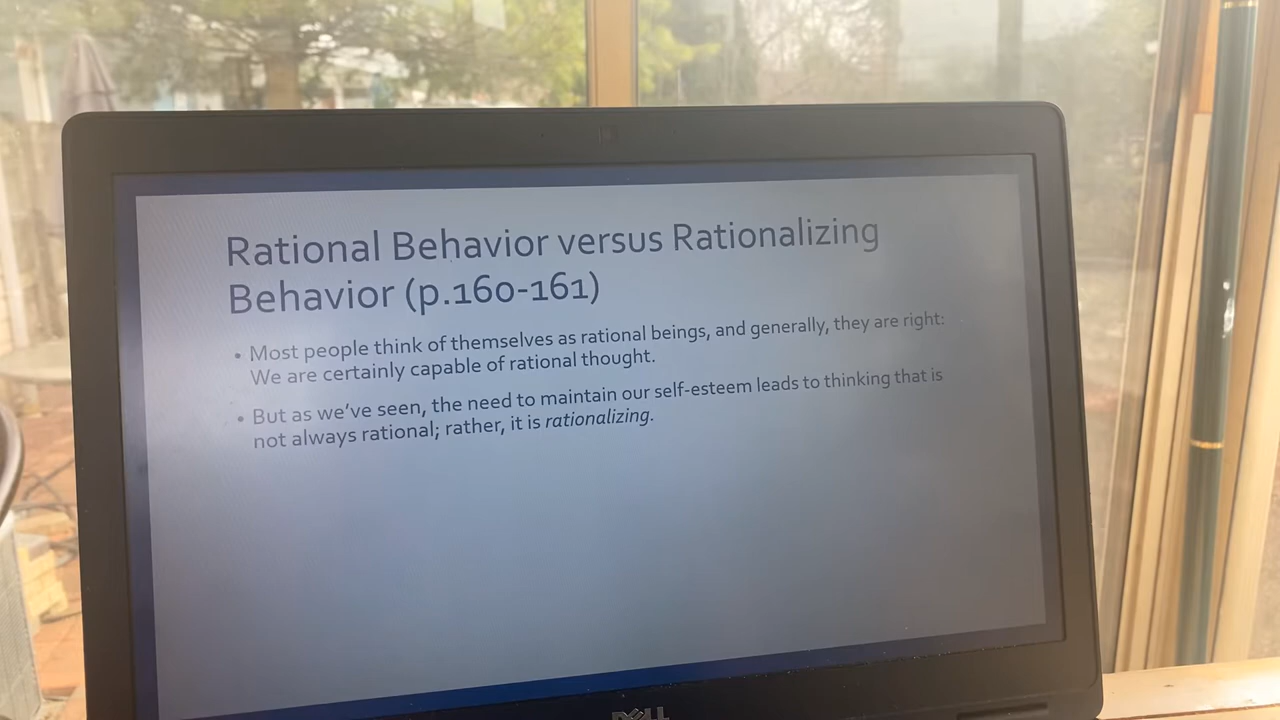 Rational Behavior versus Rationalizing
Behavior (p.160-161)
• Most people think of themselves as rational beings, and generally, they are right:
We are certainly capable of rational thought.
• But as we've seen, the need to maintain our self-esteem leads to thinking that is
not always rational; rather, it is rationalizing.
DELL